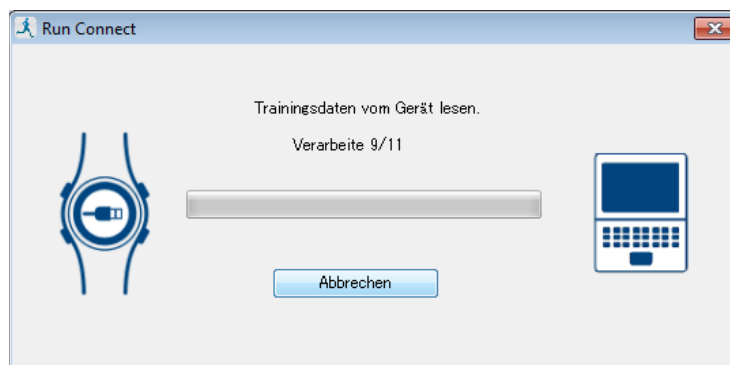 Run Connect
Trainingsdaten vom Gerät lesen.
Verarbeite 9/11
Abbrechen